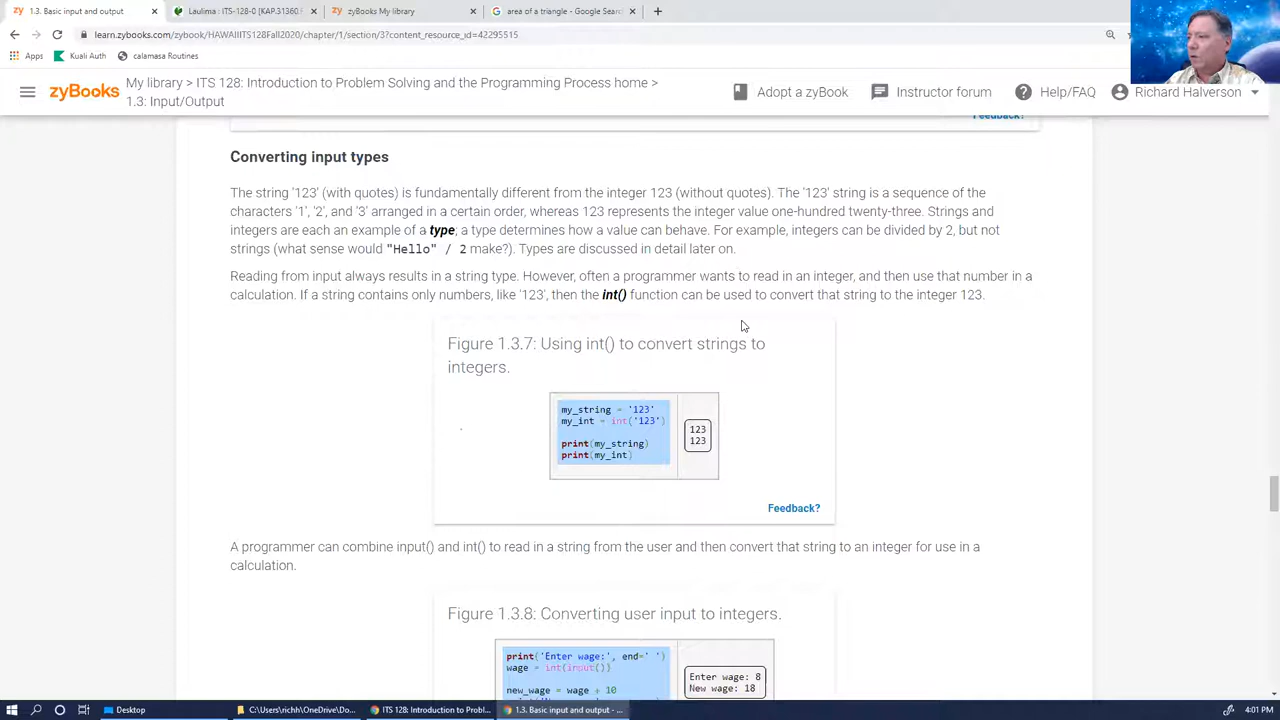 1.3. Basic input and output
Laulima : ITS-128-0 [KAP.31360.F
zyBooks My library
area of a triangle - Google Searc
learn.zybooks.com/zybook/HAWAIIITS128Fall2020/chapter/1/section/3?content_resource_id=42295515
Apps
Kuali Auth
calamasa Routines
zyBooks
My library > ITS 128: Introduction to Problem Solving and the Programming Process home >
1.3: Input/Output
Adopt a zyBook
Instructor forum
Help/FAQ
Richard Halverson
Feedback?
Converting input types
The string '123' (with quotes) is fundamentally different from the integer 123 (without quotes). The '123' string is a sequence of the
characters '1', '2', and '3' arranged in a certain order, whereas 123 represents the integer value one-hundred twenty-three. Strings and
integers are each an example of a type; a type determines how a value can behave. For example, integers can be divided by 2, but not
strings (what sense would "Hello" / 2 make?). Types are discussed in detail later on.
Reading from input always results in a string type. However, often a programmer wants to read in an integer, and then use that number in a
calculation. If a string contains only numbers, like '123', then the int() function can be used to convert that string to the integer 123.
Figure 1.3.7: Using int() to convert strings to
integers.
my_string = '123'
my_int = int('123')
print(my_string)
print(my_int)
123
123
Feedback?
A programmer can combine input() and int() to read in a string from the user and then convert that string to an integer for use in a
calculation.
Figure 1.3.8: Converting user input to integers.
print('Enter wage:', end=' ')
wage = int(input())
new_wage = wage + 10
Enter wage: 8
New wage: 18
Desktop
C:\Users\richh\OneDrive\Do...
ITS 128: Introduction to Probl...
1.3. Basic input and output - ...
4:01 PM